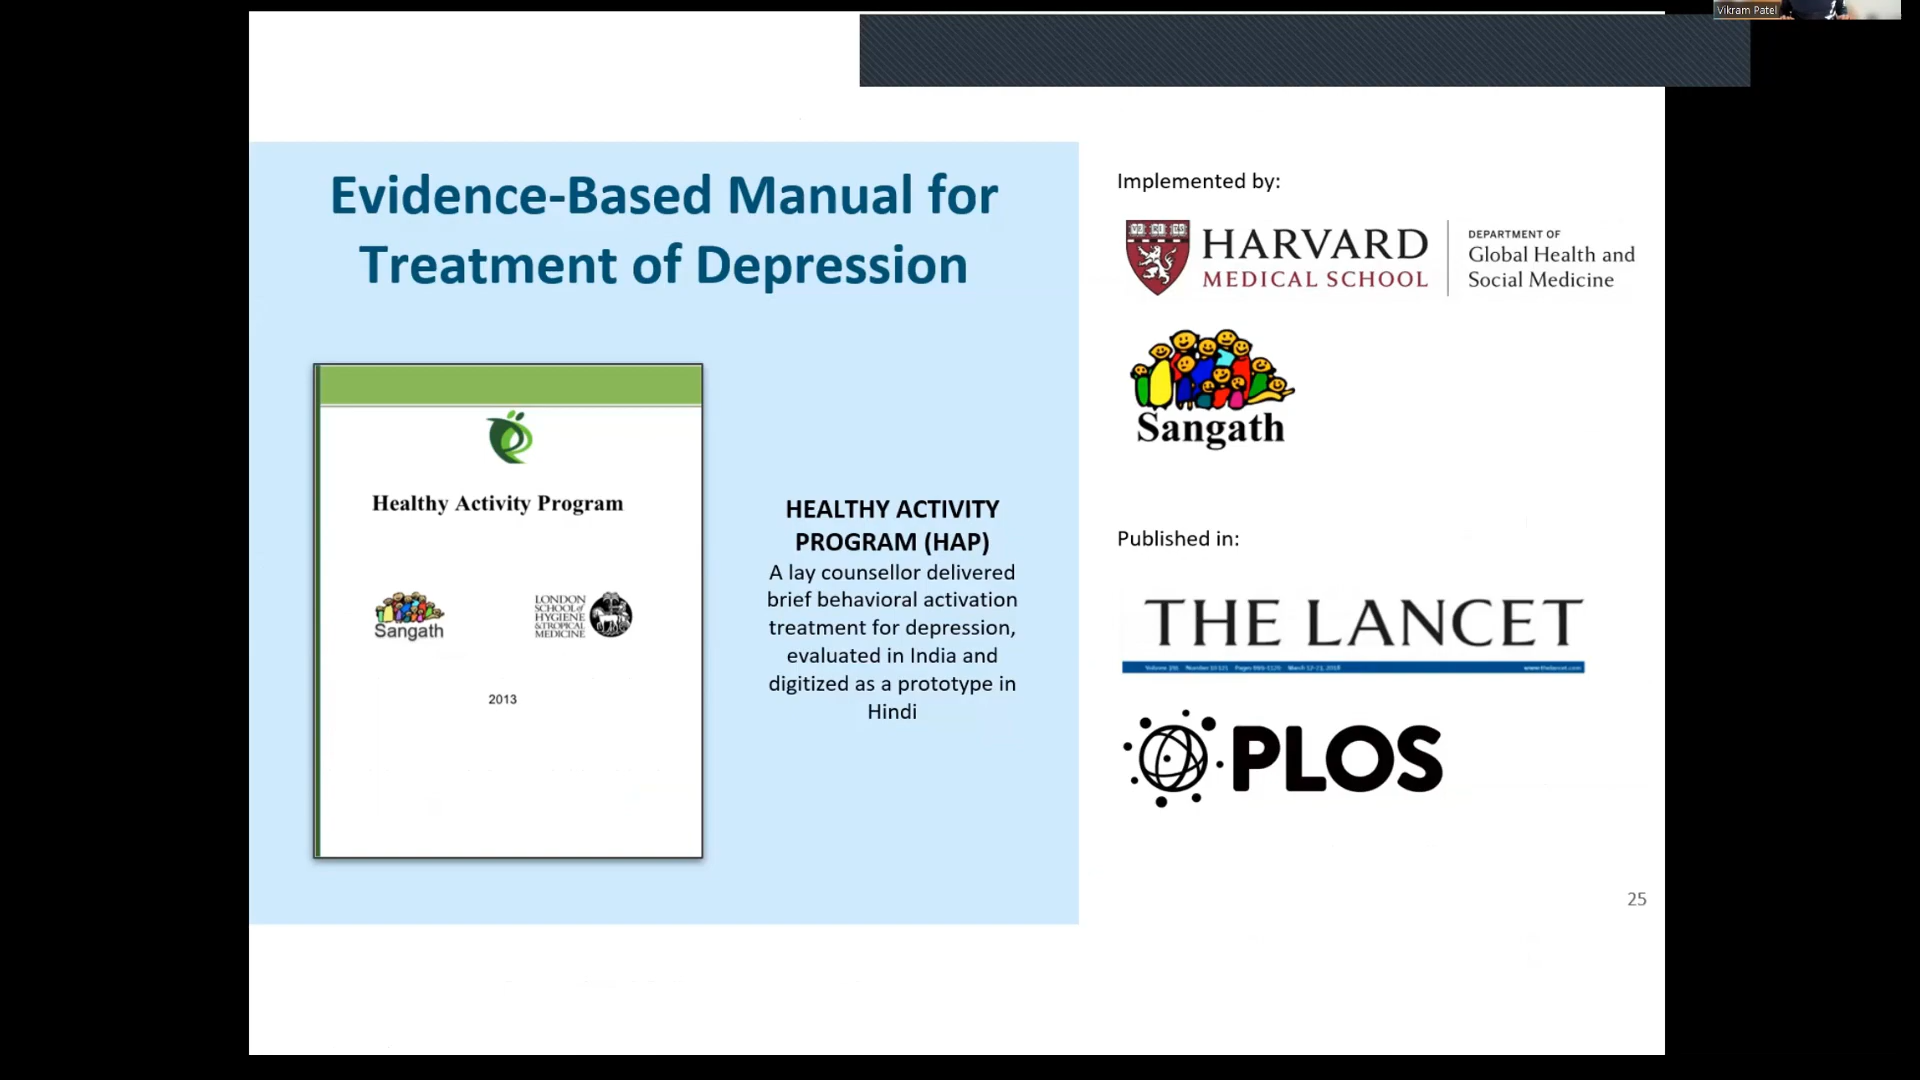 Vikram Patel
Evidence-Based Manual for
Treatment of Depression
Healthy Activity Program
Sangath
LONDON
SCHOOL of
HYGIENE
& TROPICAL
MEDICINE
2013
HEALTHY ACTIVITY
PROGRAM (HAP)
A lay counsellor delivered
brief behavioral activation
treatment for depression,
evaluated in India and
digitized as a prototype in
Hindi
Implemented by:
HARVARD
MEDICAL SCHOOL
DEPARTMENT OF
Global Health and
Social Medicine
Sangath
Published in:
THE LANCET
www.thelancet.com
PLOS
25